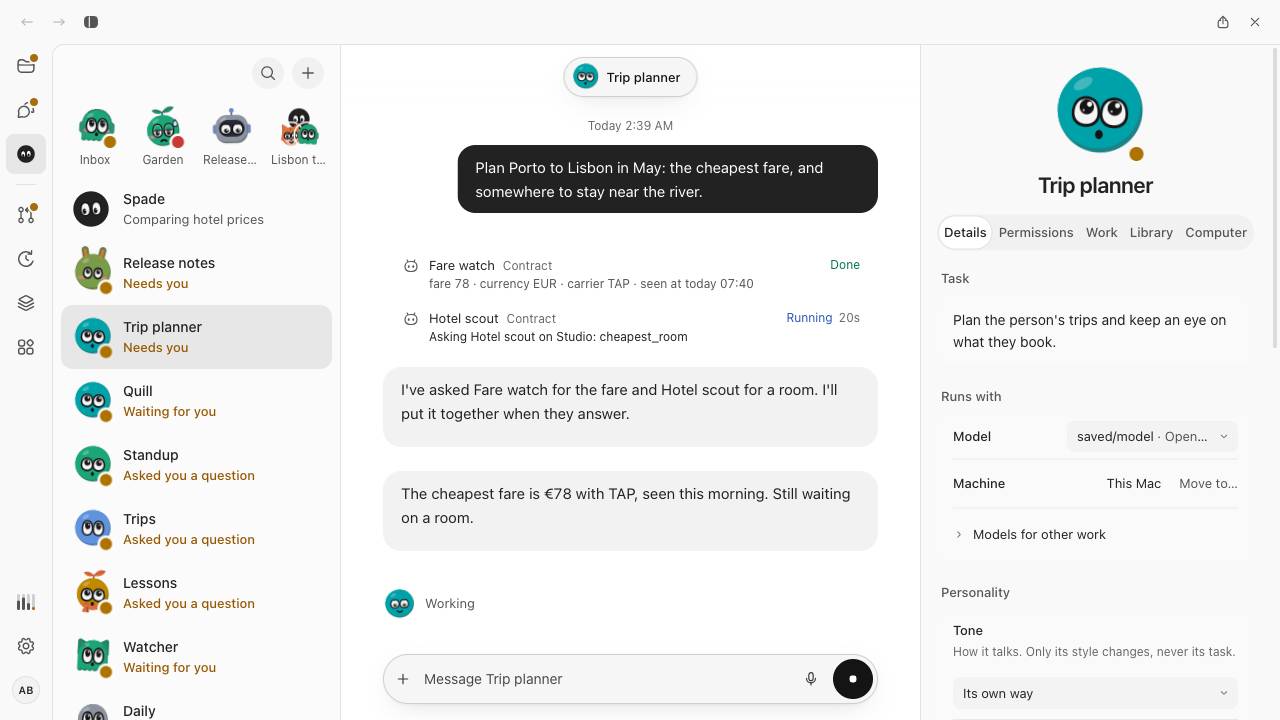 Inbox
Garden
Release...
Lisbon t...
Spade
Comparing hotel prices
Release notes
Needs you
Trip planner
Needs you
Quill
Waiting for you
Standup
Asked you a question
Trips
Asked you a question
Lessons
Asked you a question
Watcher
Waiting for you
Daily
AB
Trip planner
Today 2:39 AM
Plan Porto to Lisbon in May: the cheapest fare, and
somewhere to stay near the river.
Fare watch Contract Done
fare 78 · currency EUR · carrier TAP · seen at today 07:40
Hotel scout Contract Running 20s
Asking Hotel scout on Studio: cheapest_room
I've asked Fare watch for the fare and Hotel scout for a room. I'll
put it together when they answer.
The cheapest fare is €78 with TAP, seen this morning. Still waiting
on a room.
Working
Message Trip planner
Trip planner
Details Permissions Work Library Computer
Task
Plan the person's trips and keep an eye on
what they book.
Runs with
Model saved/model · Open...
Machine This Mac Move to...
Models for other work
Personality
Tone
How it talks. Only its style changes, never its task.
Its own way